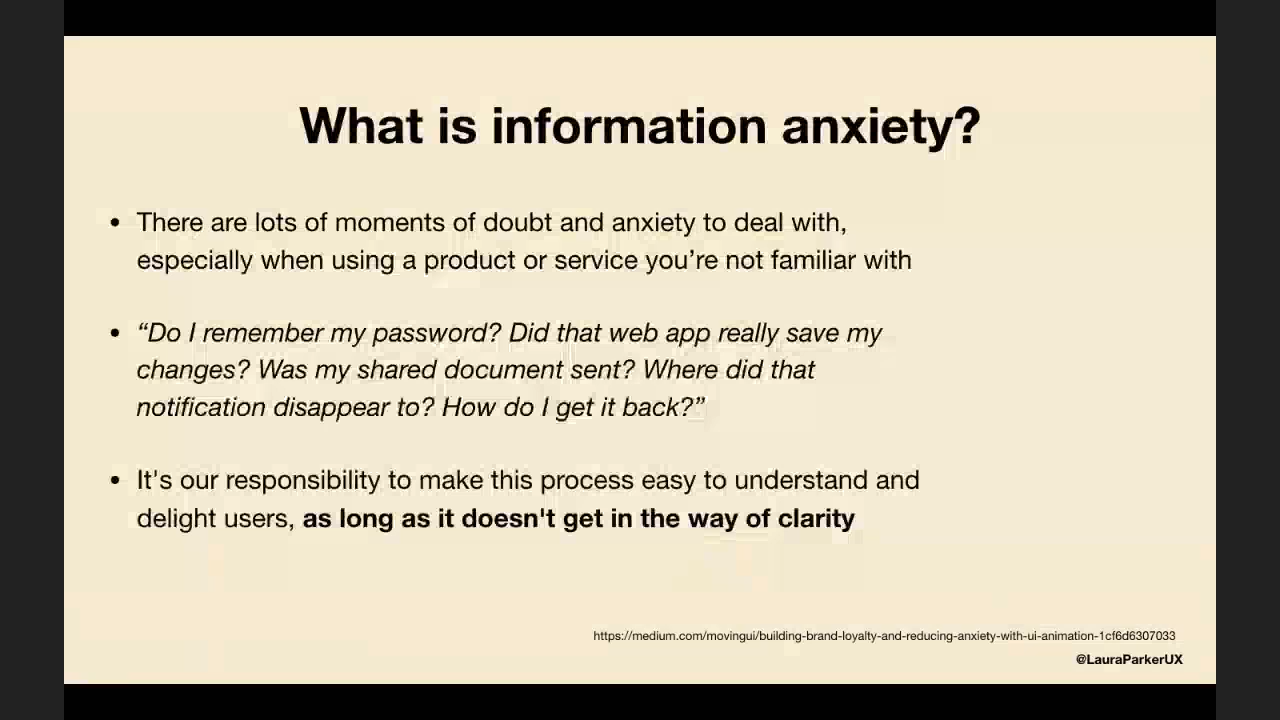 What is information anxiety?
• There are lots of moments of doubt and anxiety to deal with,
especially when using a product or service you’re not familiar with
• “Do I remember my password? Did that web app really save my
changes? Was my shared document sent? Where did that
notification disappear to? How do I get it back?”
• It's our responsibility to make this process easy to understand and
delight users, as long as it doesn't get in the way of clarity
https://medium.com/movingui/building-brand-loyalty-and-reducing-anxiety-with-ui-animation-1cf6d6307033
@LauraParkerUX